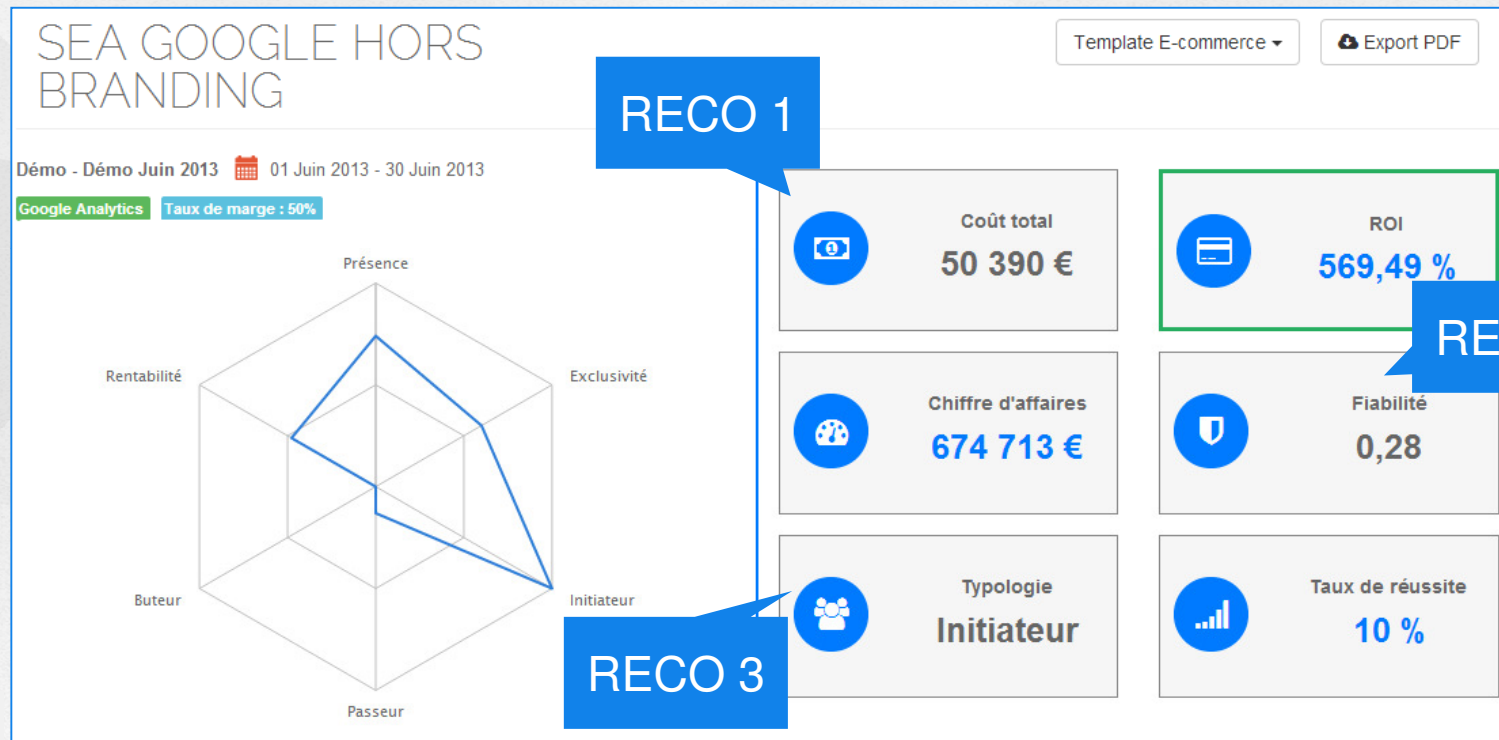 SEA GOOGLE HORS
BRANDING
Template E-commerce
Export PDF
RECO 1
Démo - Démo Juin 2013 01 Juin 2013 - 30 Juin 2013
Google Analytics Taux de marge : 50%
Présence
Exclusivité
Initiateur
Passeur
Buteur
Rentabilité
Coût total
50 390 €
ROI
569,49 %
RE
Chiffre d'affaires
674 713 €
Fiabilité
0,28
RECO 3
Typologie
Initiateur
Taux de réussite
10 %